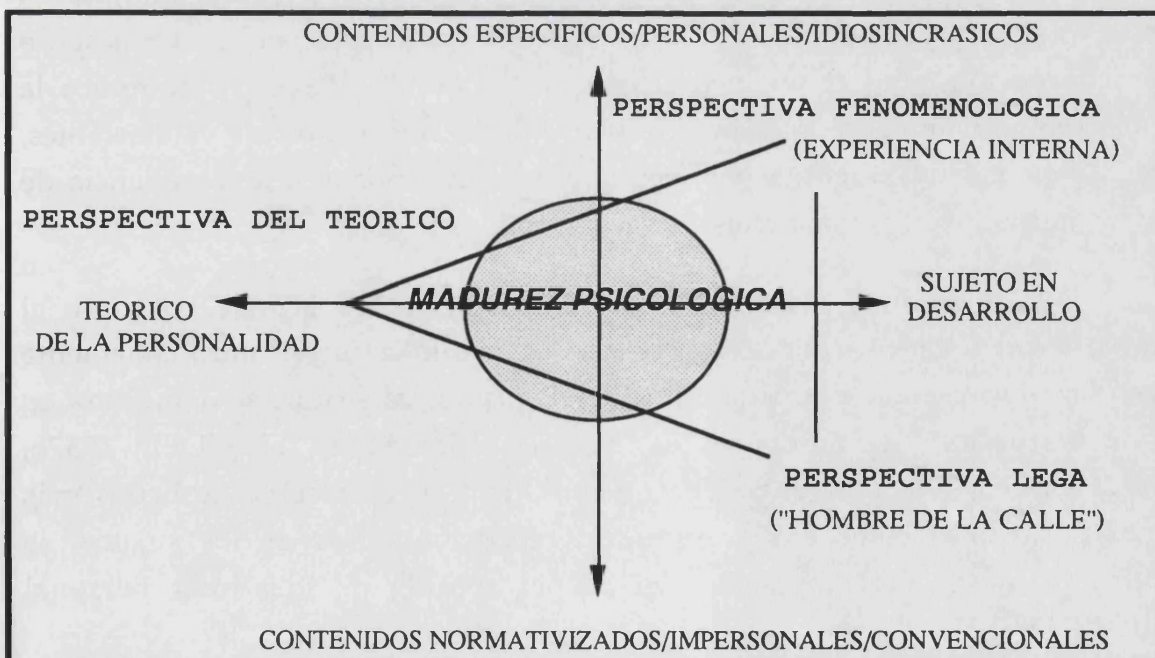 CONTENIDOS ESPECIFICOS/PERSONALES/IDIOSINCRASICOS
PERSPECTIVA FENOMENOLOGICA
(EXPERIENCIA INTERNA)
PERSPECTIVA DEL TEORICO
MADUREZ PSICOLOGICA
TEORICO
DE LA PERSONALIDAD
SUJETO EN
DESARROLLO
PERSPECTIVA LEGA
("HOMBRE DE LA CALLE")
CONTENIDOS NORMATIVIZADOS/IMPERSONALES/CONVENCIONALES